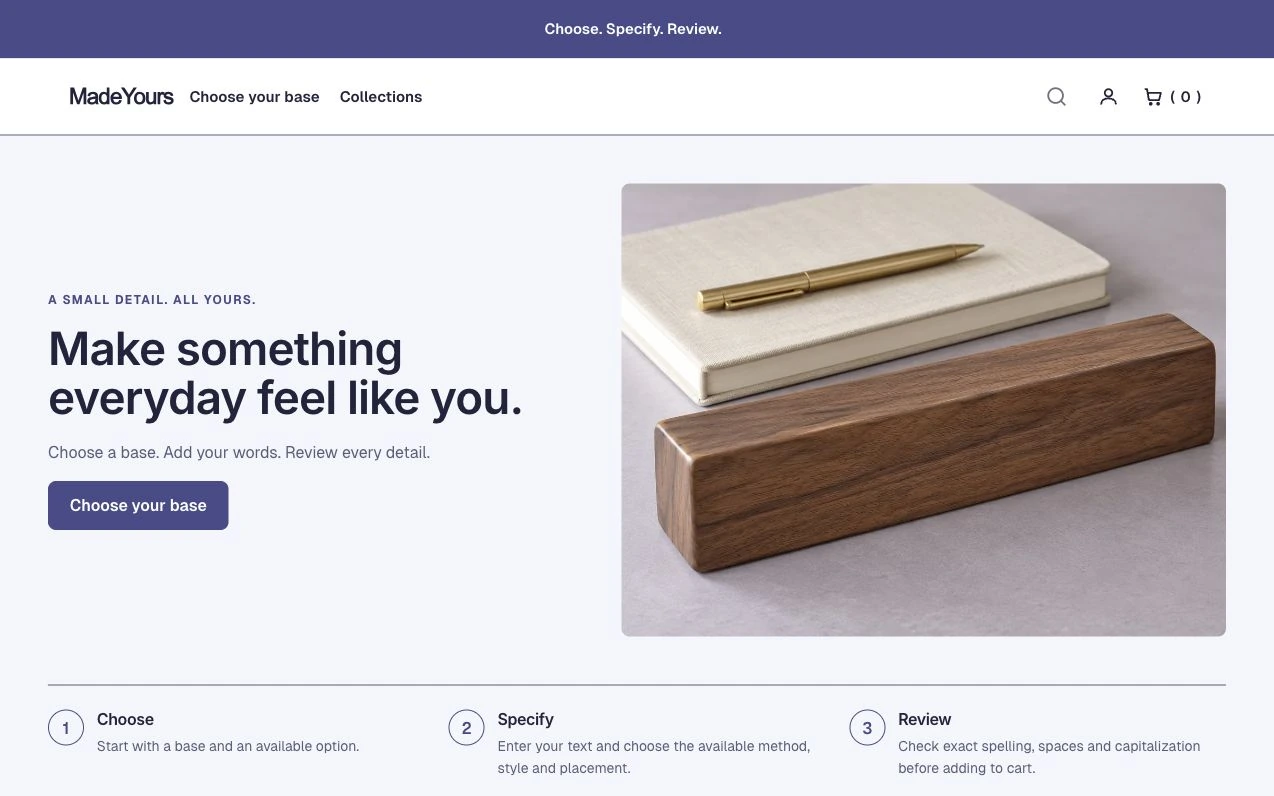 Choose. Specify. Review.
MadeYours Choose your base Collections ( 0 )
A SMALL DETAIL. ALL YOURS.
Make something
everyday feel like you.
Choose a base. Add your words. Review every detail.
Choose your base
1 Choose
Start with a base and an available option.
2 Specify
Enter your text and choose the available method,
style and placement.
3 Review
Check exact spelling, spaces and capitalization
before adding to cart.